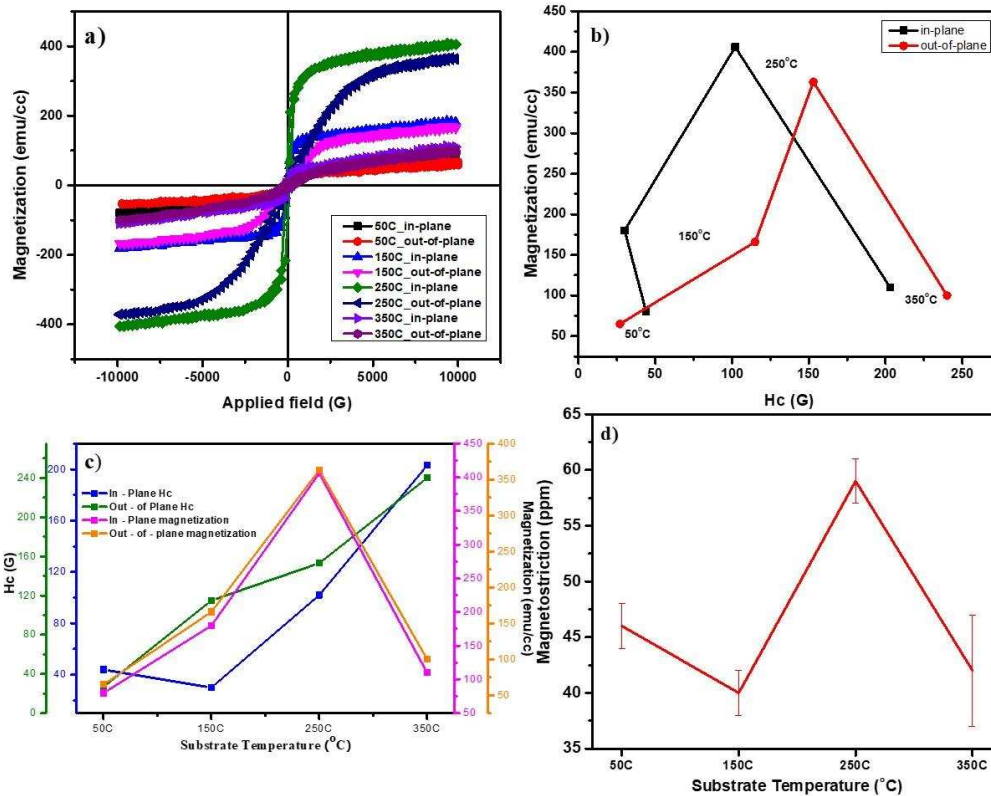 a)
Magnetization (emu/cc)
400
200
0
-200
-400
50C_in-plane
50C_out-of-plane
150C_in-plane
150C_out-of-plane
250C_in-plane
250C_out-of-plane
350C_in-plane
350C_out-of-plane
-10000 -5000 0 5000 10000
Applied field (G)
b)
in-plane
out-of-plane
Magnetization (emu/cc)
450
400
350
300
250
200
150
100
50
250°C
150°C
50°C
350°C
0 50 100 150 200 250
Hc (G)
c)
Hc (G)
240
200
160
120
80
40
0
200
160
120
80
40
In - Plane Hc
Out - of Plane Hc
In - Plane magnetization
Out - of - plane magnetization
450
400
350
300
250
200
150
100
50
400
350
300
250
200
150
100
50
Magnetization (emu/cc)
50C 150C 250C 350C
Substrate Temperature (°C)
d)
Magnetostriction (ppm)
65
60
55
50
45
40
35
50C 150C 250C 350C
Substrate Temperature (°C)